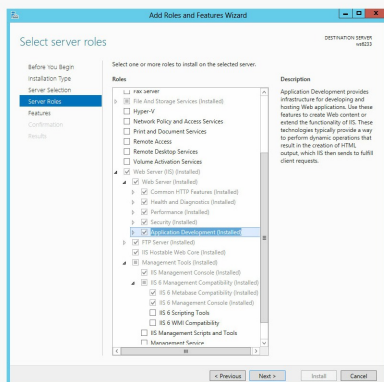 Add Roles and Features Wizard
Select server roles
DESTINATION SERVER
Before You Begin
Installation Type
Server Selection
Server Roles
Features
Confirmation
Results
Select one or more roles to install on the selected server.
Roles
Fax Server
File And Storage Services (Installed)
Hyper-V
Network Policy and Access Services
Print and Document Services
Remote Access
Remote Desktop Services
Volume Activation Services
Web Server (IIS) (Installed)
Web Server (Installed)
Common HTTP Features (Installed)
Health and Diagnostics (Installed)
Performance (Installed)
Security (Installed)
Application Development (Installed)
FTP Server (Installed)
IIS Hostable Web Core (Installed)
Management Tools (Installed)
IIS Management Console (Installed)
IIS 6 Management Compatibility (Installed)
IIS 6 Metabase Compatibility (Installed)
IIS 6 Management Console (Installed)
IIS 6 Scripting Tools
IIS 6 WMI Compatibility
IIS Management Scripts and Tools
Management Service
Description
Application Development provides
infrastructure for developing and
hosting Web applications. Use these
features to create Web content or
extend the functionality of IIS. These
technologies typically provide a way
to perform dynamic operations that
result in the creation of HTML
output, which IIS then sends to fulfill
client requests.
< Previous
Next >
Install
Cancel